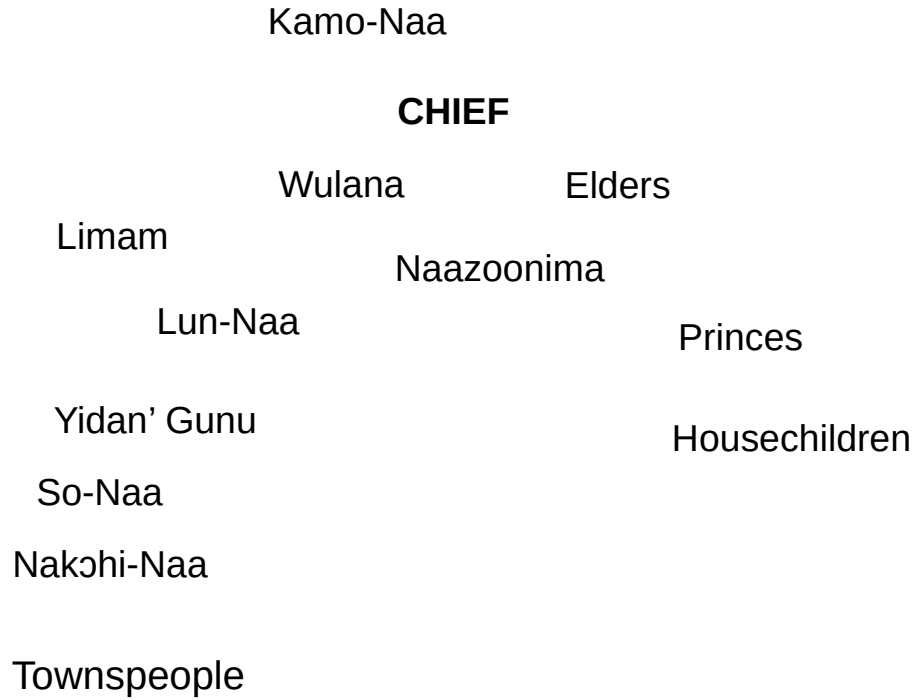 Kamo-Naa
CHIEF
Wulana Elders
Limam
Naazoonima
Lun-Naa
Princes
Yidan’ Gunu
Housechildren
So-Naa
Nakɔhi-Naa
Townspeople